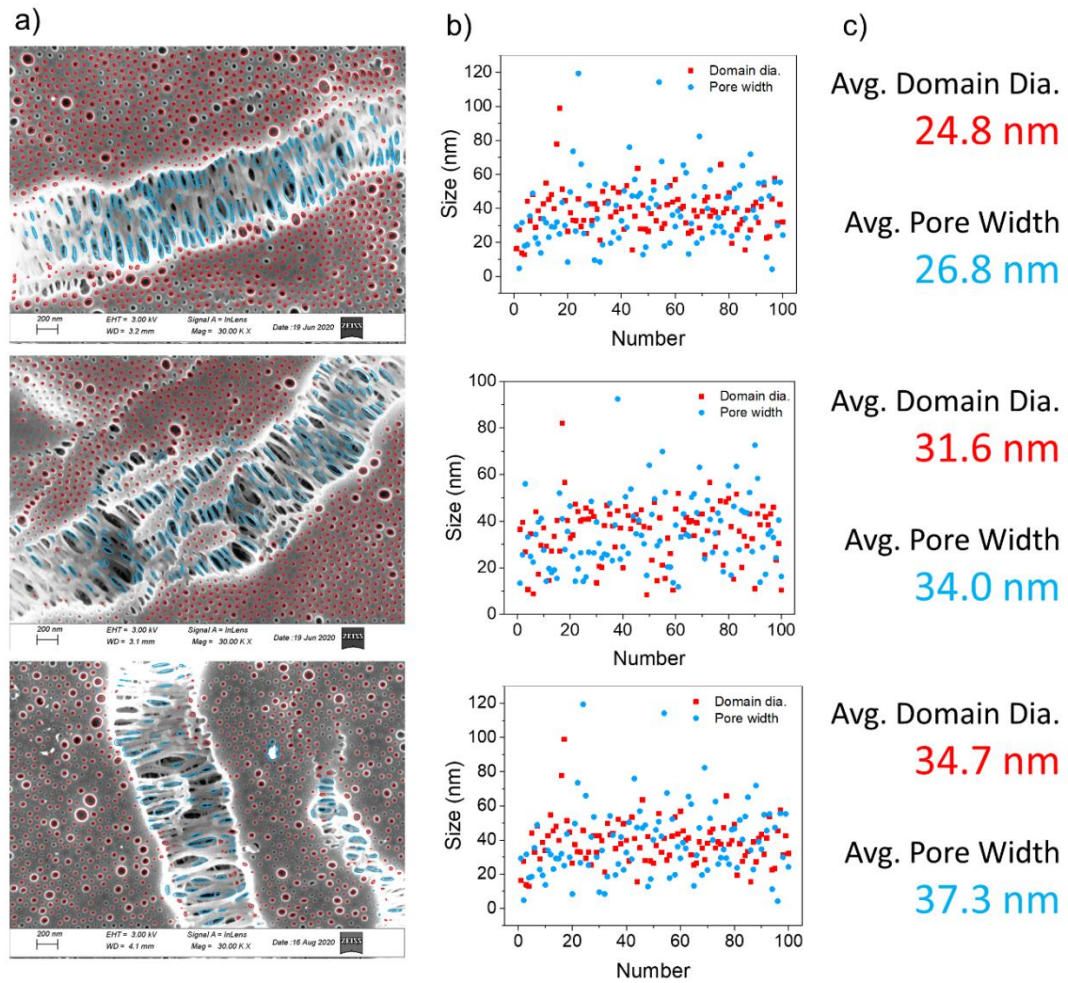 a)
b)
c)
200 nm
EHT = 3.00 kV
WD = 3.2 mm
Signal A = InLens
Mag = 30.00 K X
Date :19 Jun 2020
ZEISS
Size (nm)
120
100
80
60
40
20
0
Domain dia.
Pore width
0 20 40 60 80 100
Number
Avg. Domain Dia.
24.8 nm
Avg. Pore Width
26.8 nm
200 nm
EHT = 3.00 kV
WD = 3.1 mm
Signal A = InLens
Mag = 30.00 K X
Date :19 Jun 2020
ZEISS
Size (nm)
100
80
60
40
20
0
Domain dia.
Pore width
0 20 40 60 80 100
Number
Avg. Domain Dia.
31.6 nm
Avg. Pore Width
34.0 nm
200 nm
EHT = 3.00 kV
WD = 4.1 mm
Signal A = InLens
Mag = 30.00 K X
Date :16 Aug 2020
ZEISS
Size (nm)
120
100
80
60
40
20
0
Domain dia.
Pore width
0 20 40 60 80 100
Number
Avg. Domain Dia.
34.7 nm
Avg. Pore Width
37.3 nm